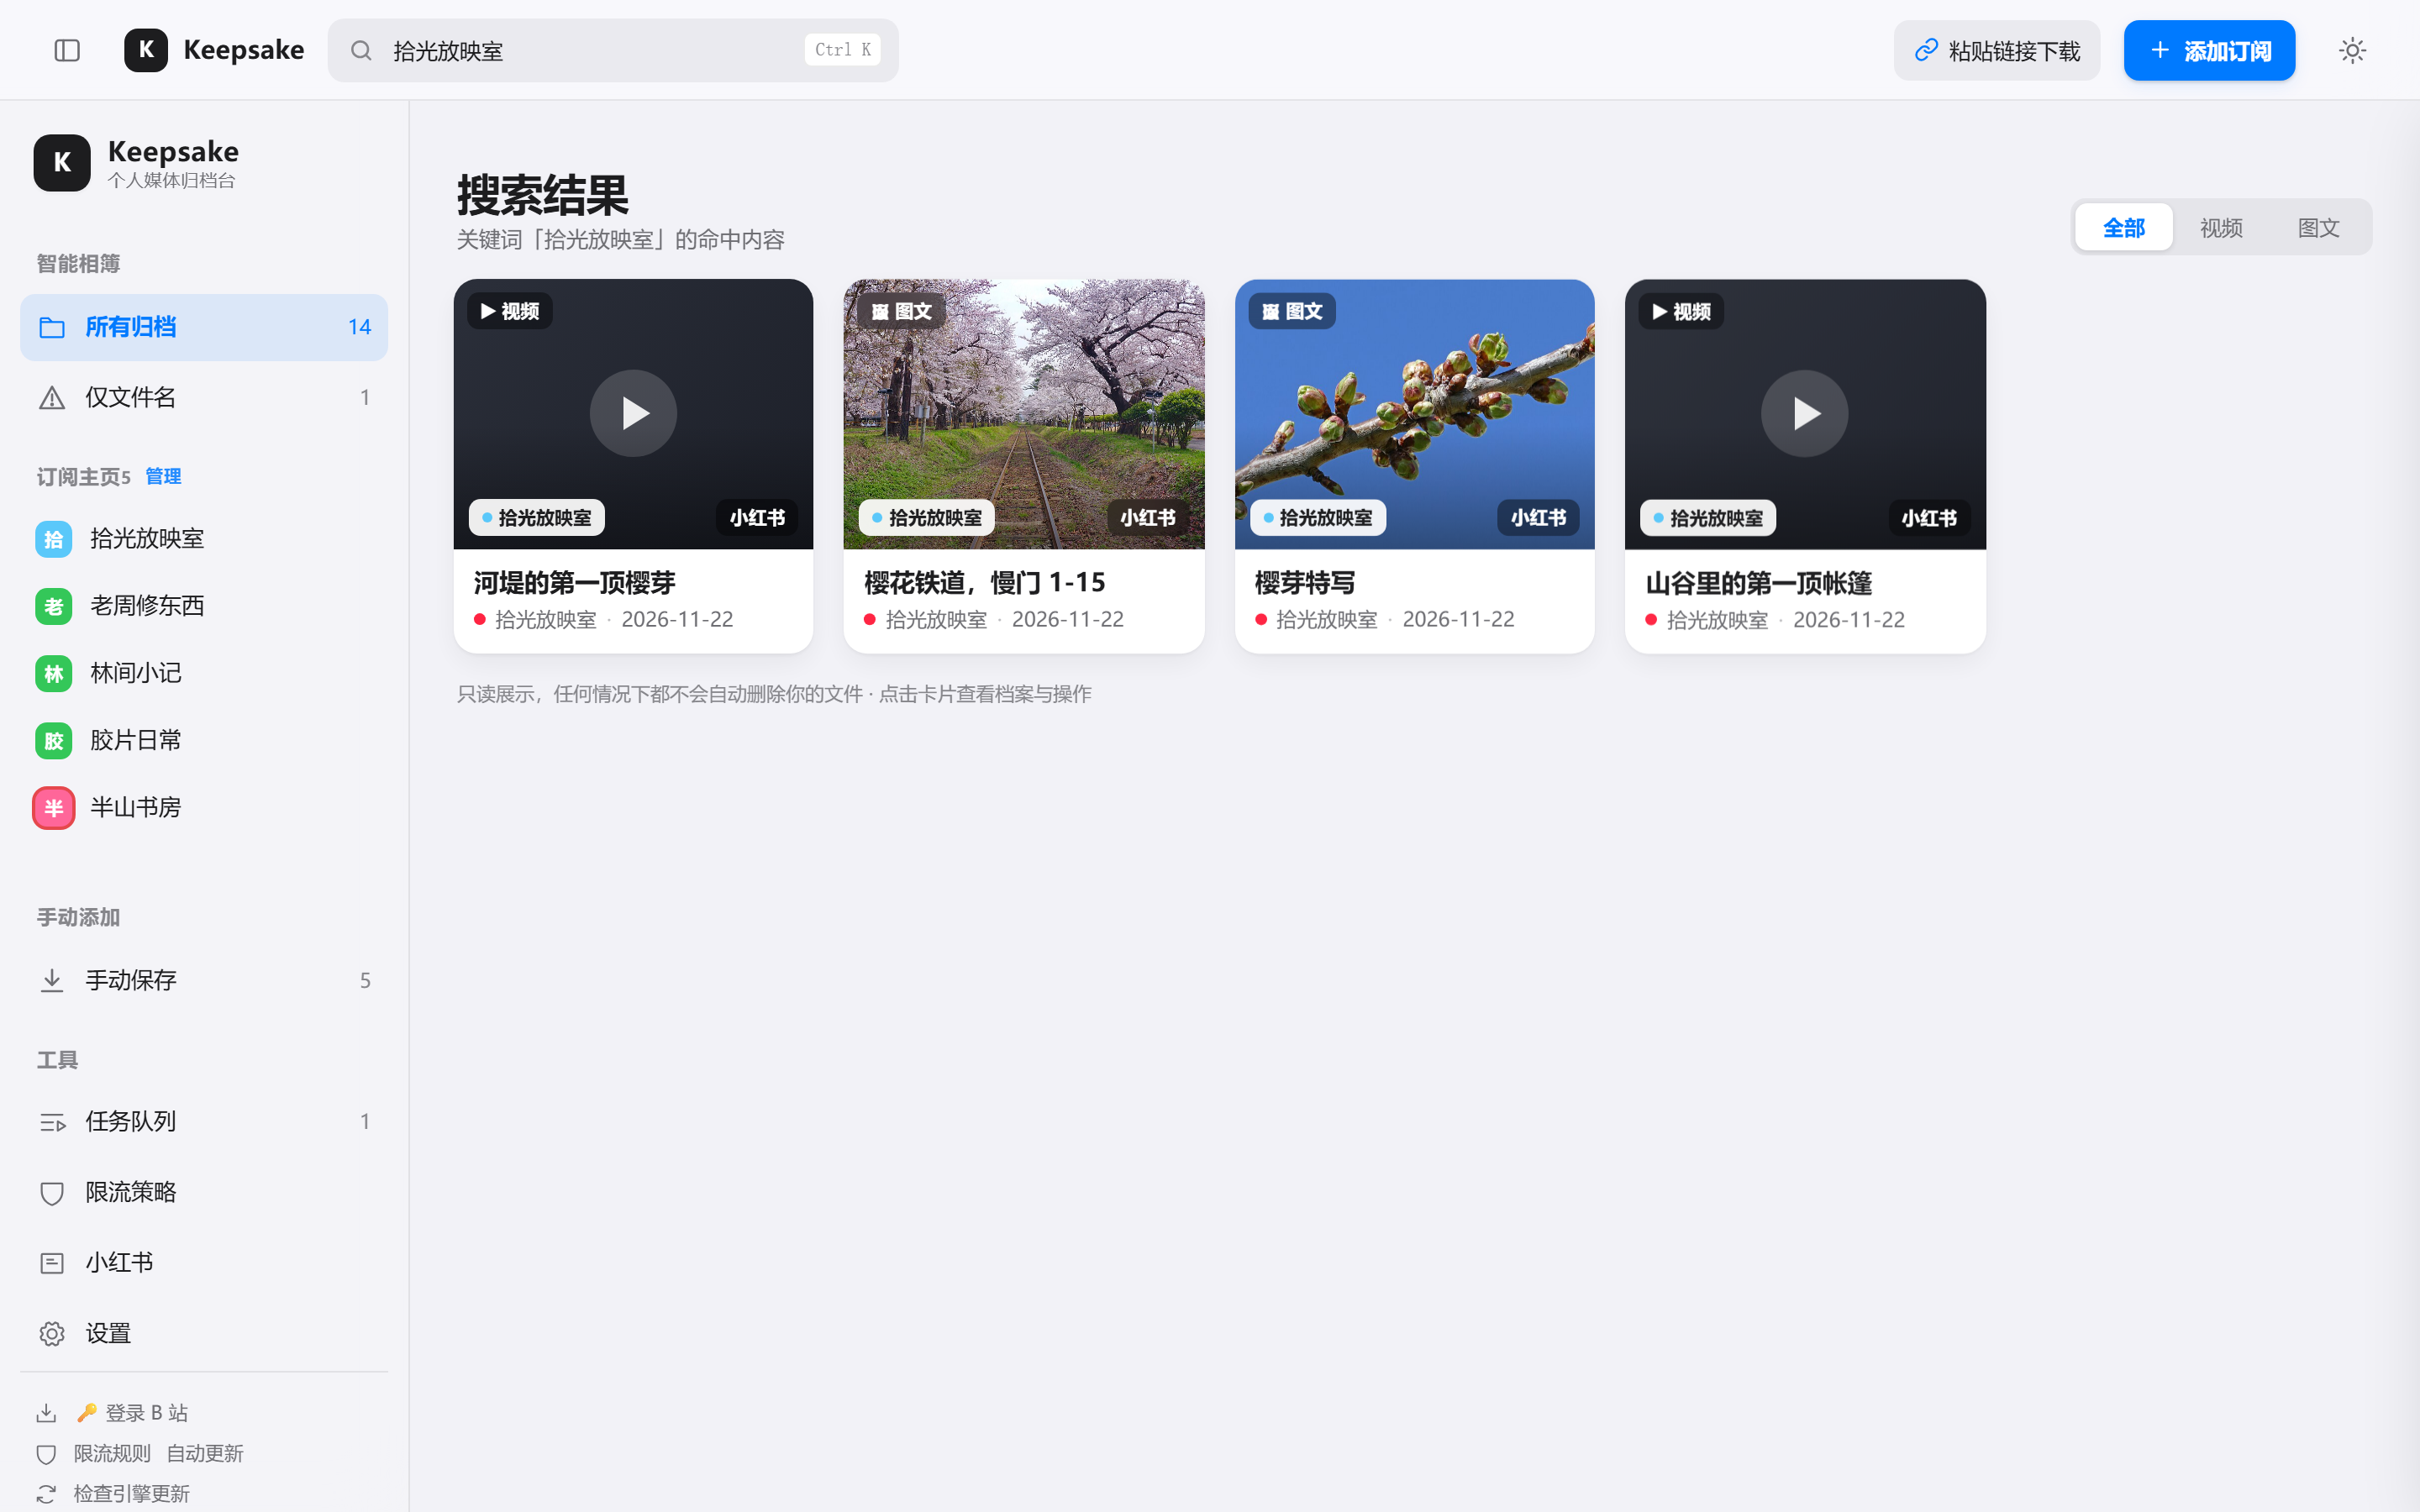 K Keepsake 拾光放映室 Ctrl K 粘贴链接下载 添加订阅
K Keepsake
个人媒体归档台
智能相簿
所有归档 14
仅文件名 1
订阅主页5 管理
拾 拾光放映室
老 老周修东西
林 林间小记
胶 胶片日常
半 半山书房
手动添加
手动保存 5
工具
任务队列 1
限流策略
小红书
设置
登录 B 站
限流规则 自动更新
检查引擎更新
搜索结果
关键词「拾光放映室」的命中内容
全部 视频 图文
视频
拾光放映室 小红书
河堤的第一顶樱芽
拾光放映室 · 2026-11-22
图文
拾光放映室 小红书
樱花铁道，慢门 1-15
拾光放映室 · 2026-11-22
图文
拾光放映室 小红书
樱芽特写
拾光放映室 · 2026-11-22
视频
拾光放映室 小红书
山谷里的第一顶帐篷
拾光放映室 · 2026-11-22
只读展示，任何情况下都不会自动删除你的文件 · 点击卡片查看档案与操作